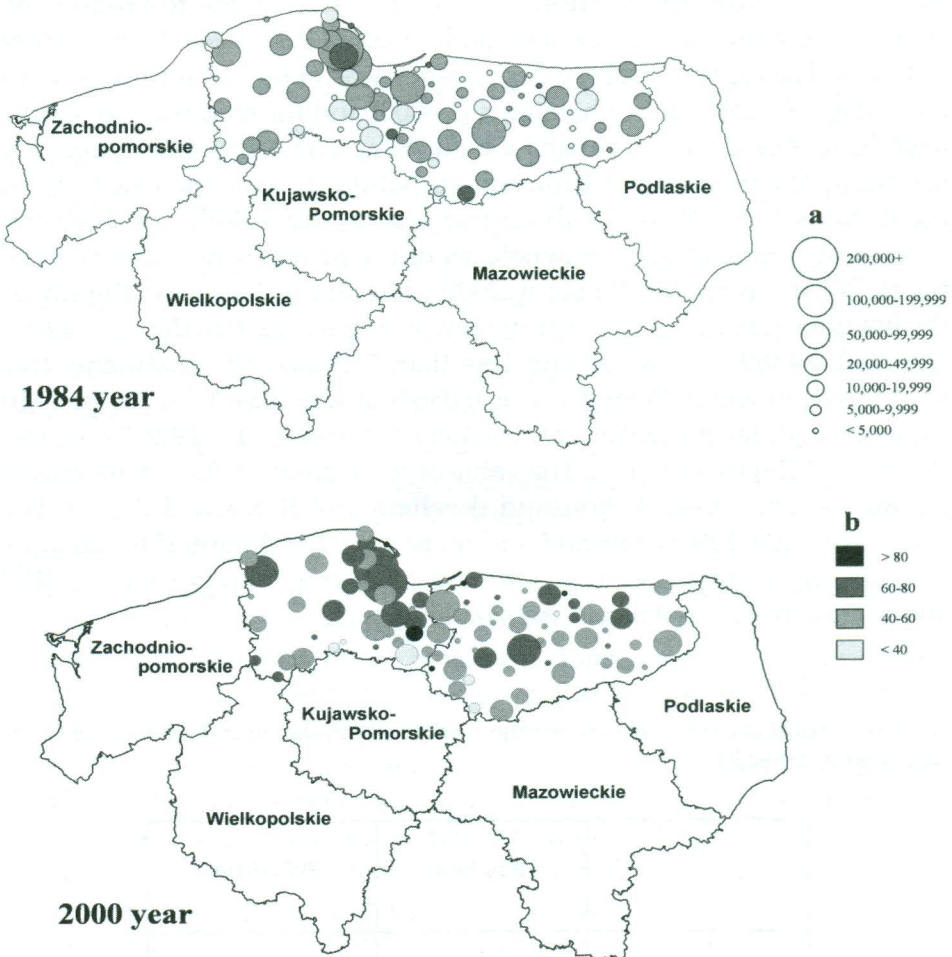 Zachodnio-
pomorskie
Kujawsko-
Pomorskie
Podlaskie
Mazowieckie
Wielkopolskie
1984 year
a
200,000+
100,000-199,999
50,000-99,999
20,000-49,999
10,000-19,999
5,000-9,999
< 5,000
b
> 80
60-80
40-60
< 40
Zachodnio-
pomorskie
Kujawsko-
Pomorskie
Podlaskie
Mazowieckie
Wielkopolskie
2000 year